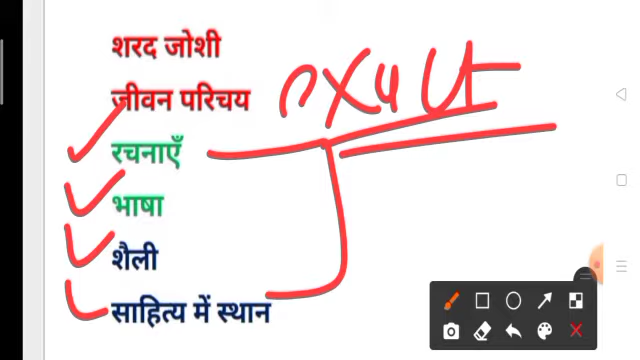 शरद जोशी
जीवन परिचय
रचनाएँ
भाषा
शैली
साहित्य में स्थान